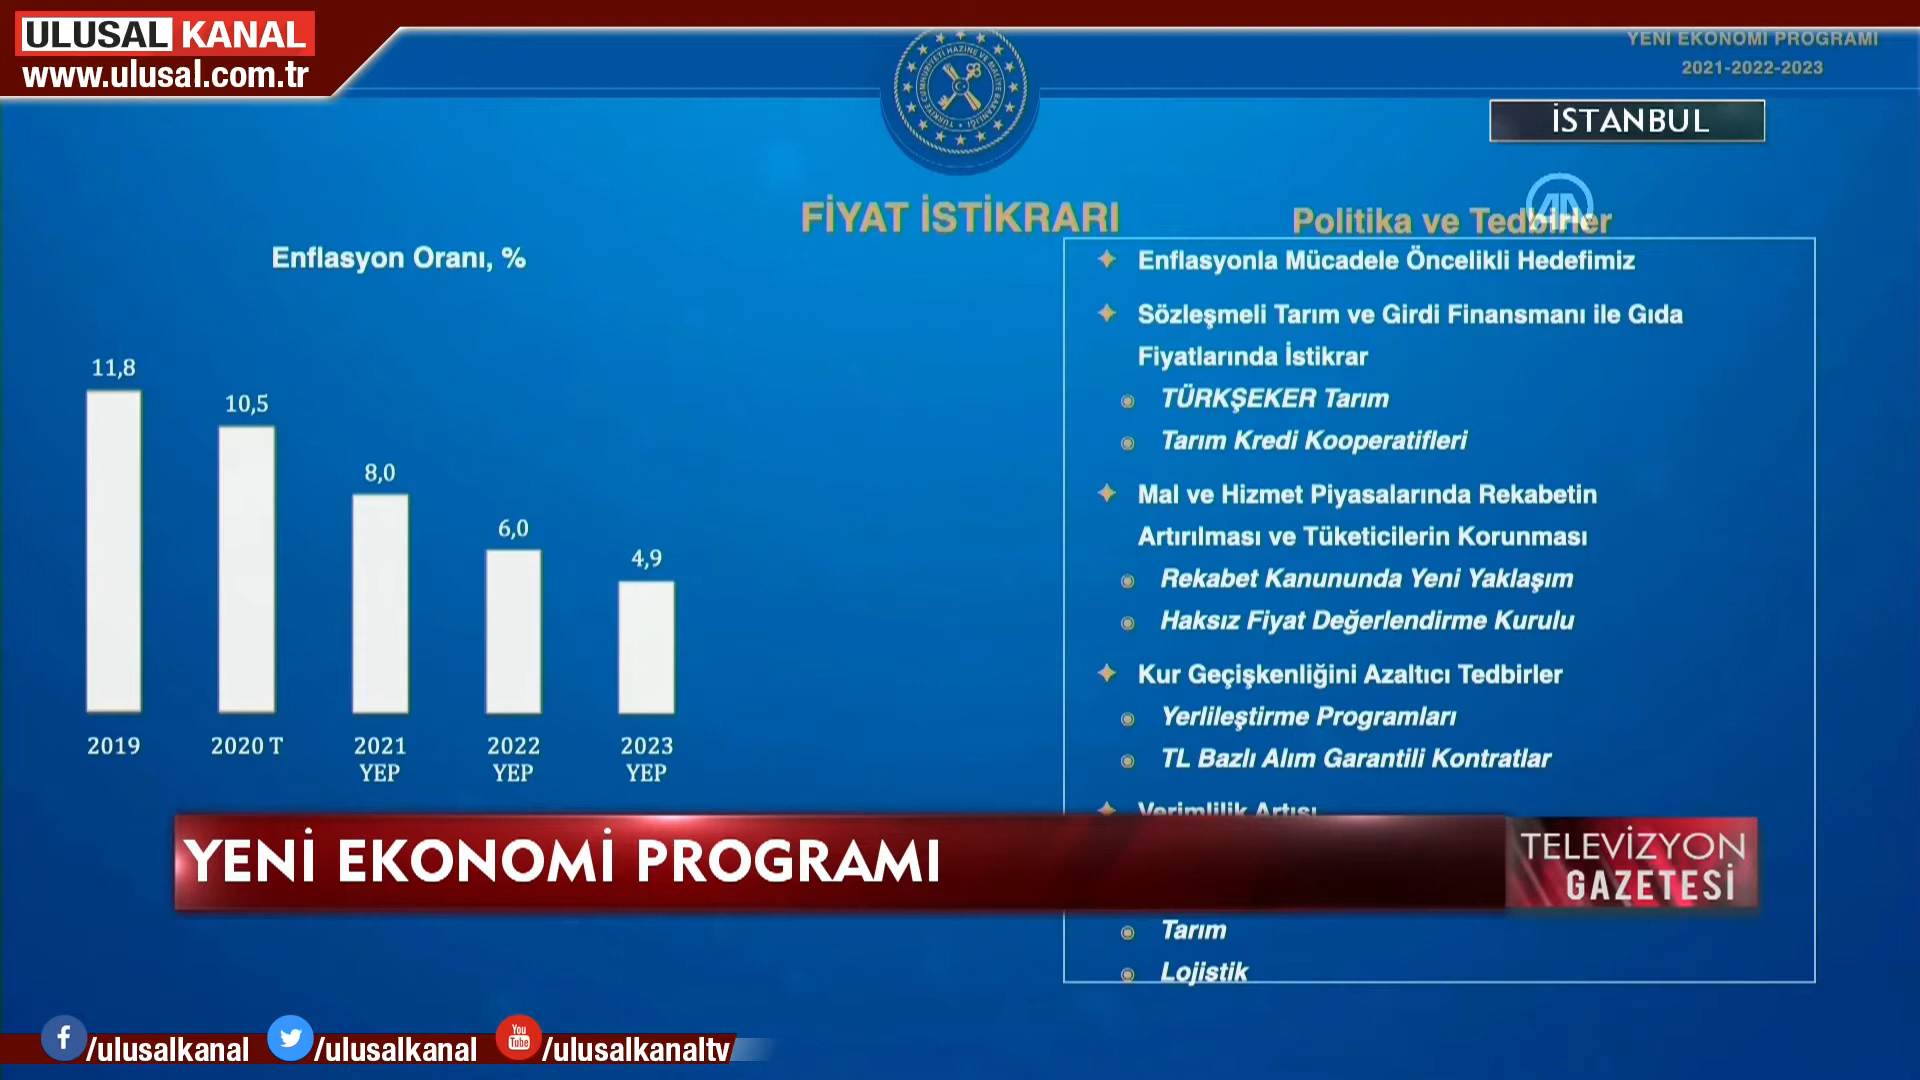 ULUSAL KANAL
www.ulusal.com.tr
YENİ EKONOMİ PROGRAMI
2021-2022-2023
İSTANBUL
FİYAT İSTİKRARI
Politika ve Tedbirler
AA
Enflasyon Oranı, %
11,8
10,5
8,0
6,0
4,9
2019
2020 T
2021
YEP
2022
YEP
2023
YEP
Enflasyonla Mücadele Öncelikli Hedefimiz
Sözleşmeli Tarım ve Girdi Finansmanı ile Gıda
Fiyatlarında İstikrar
TÜRKŞEKER Tarım
Tarım Kredi Kooperatifleri
Mal ve Hizmet Piyasalarında Rekabetin
Artırılması ve Tüketicilerin Korunması
Rekabet Kanununda Yeni Yaklaşım
Haksız Fiyat Değerlendirme Kurulu
Kur Geçişkenliğini Azaltıcı Tedbirler
Yerlileştirme Programları
TL Bazlı Alım Garantili Kontratlar
Verimlilik Artışı
YENİ EKONOMİ PROGRAMI
TELEVİZYON
GAZETESİ
Tarım
Lojistik
/ulusalkanal
/ulusalkanal
You
Tube
/ulusalkanaltv